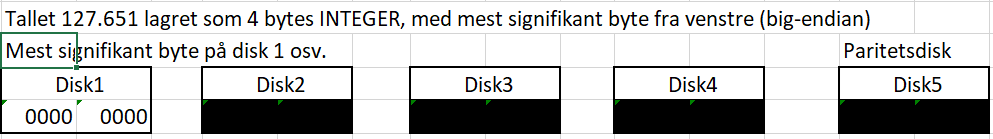 Tallet 127.651 lagret som 4 bytes INTEGER, med mest signifikant byte fra venstre (big-endian)
Mest signifikant byte på disk 1 osv. Paritetsdisk
Disk1 Disk2 Disk3 Disk4 Disk5
0000 0000